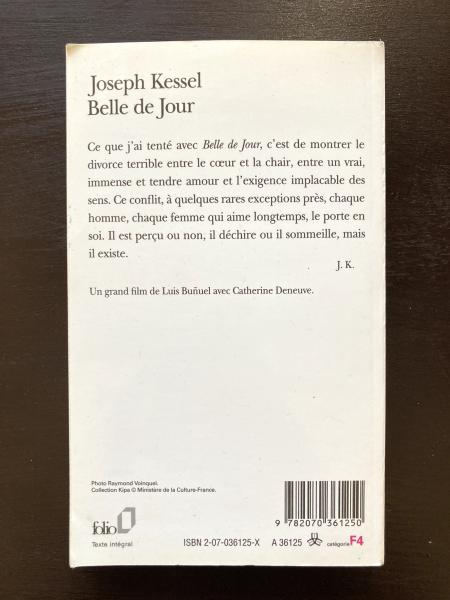 Joseph Kessel
Belle de Jour
Ce que j'ai tenté avec Belle de Jour, c'est de montrer le
divorce terrible entre le cœur et la chair, entre un vrai,
immense et tendre amour et l'exigence implacable des
sens. Ce conflit, à quelques rares exceptions près, chaque
homme, chaque femme qui aime longtemps, le porte en
soi. Il est perçu ou non, il déchire ou il sommeille, mais
il existe.
J. K.
Un grand film de Luis Buñuel avec Catherine Deneuve.
Photo Raymond Voinquel.
Collection Kipa © Ministère de la Culture-France.
folio
Texte intégral
9 782070 361250
ISBN 2-07-036125-X A 36125 catégorie F4